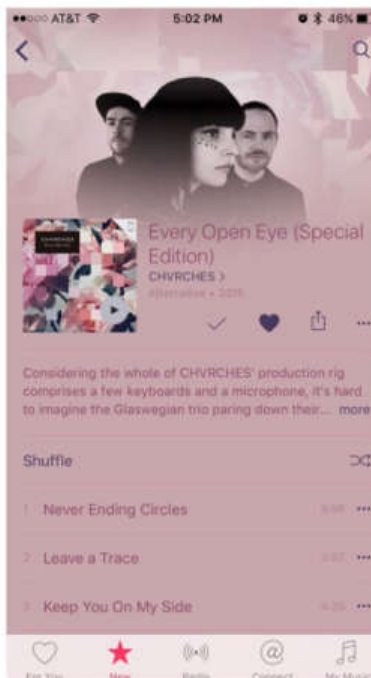 AT&T 5:02 PM 46%
Every Open Eye (Special
Edition)
CHVRCHES >
Alternative • 2015
Considering the whole of CHVRCHES' production rig
comprises a few keyboards and a microphone, it's hard
to imagine the Glaswegian trio paring down their... more
Shuffle
1 Never Ending Circles
2 Leave a Trace
3 Keep You On My Side
For You New Radio Connect My Music